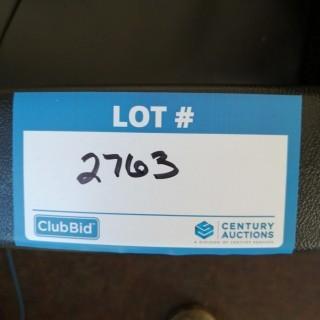 LOT #
2763
ClubBid
CENTURY
AUCTIONS